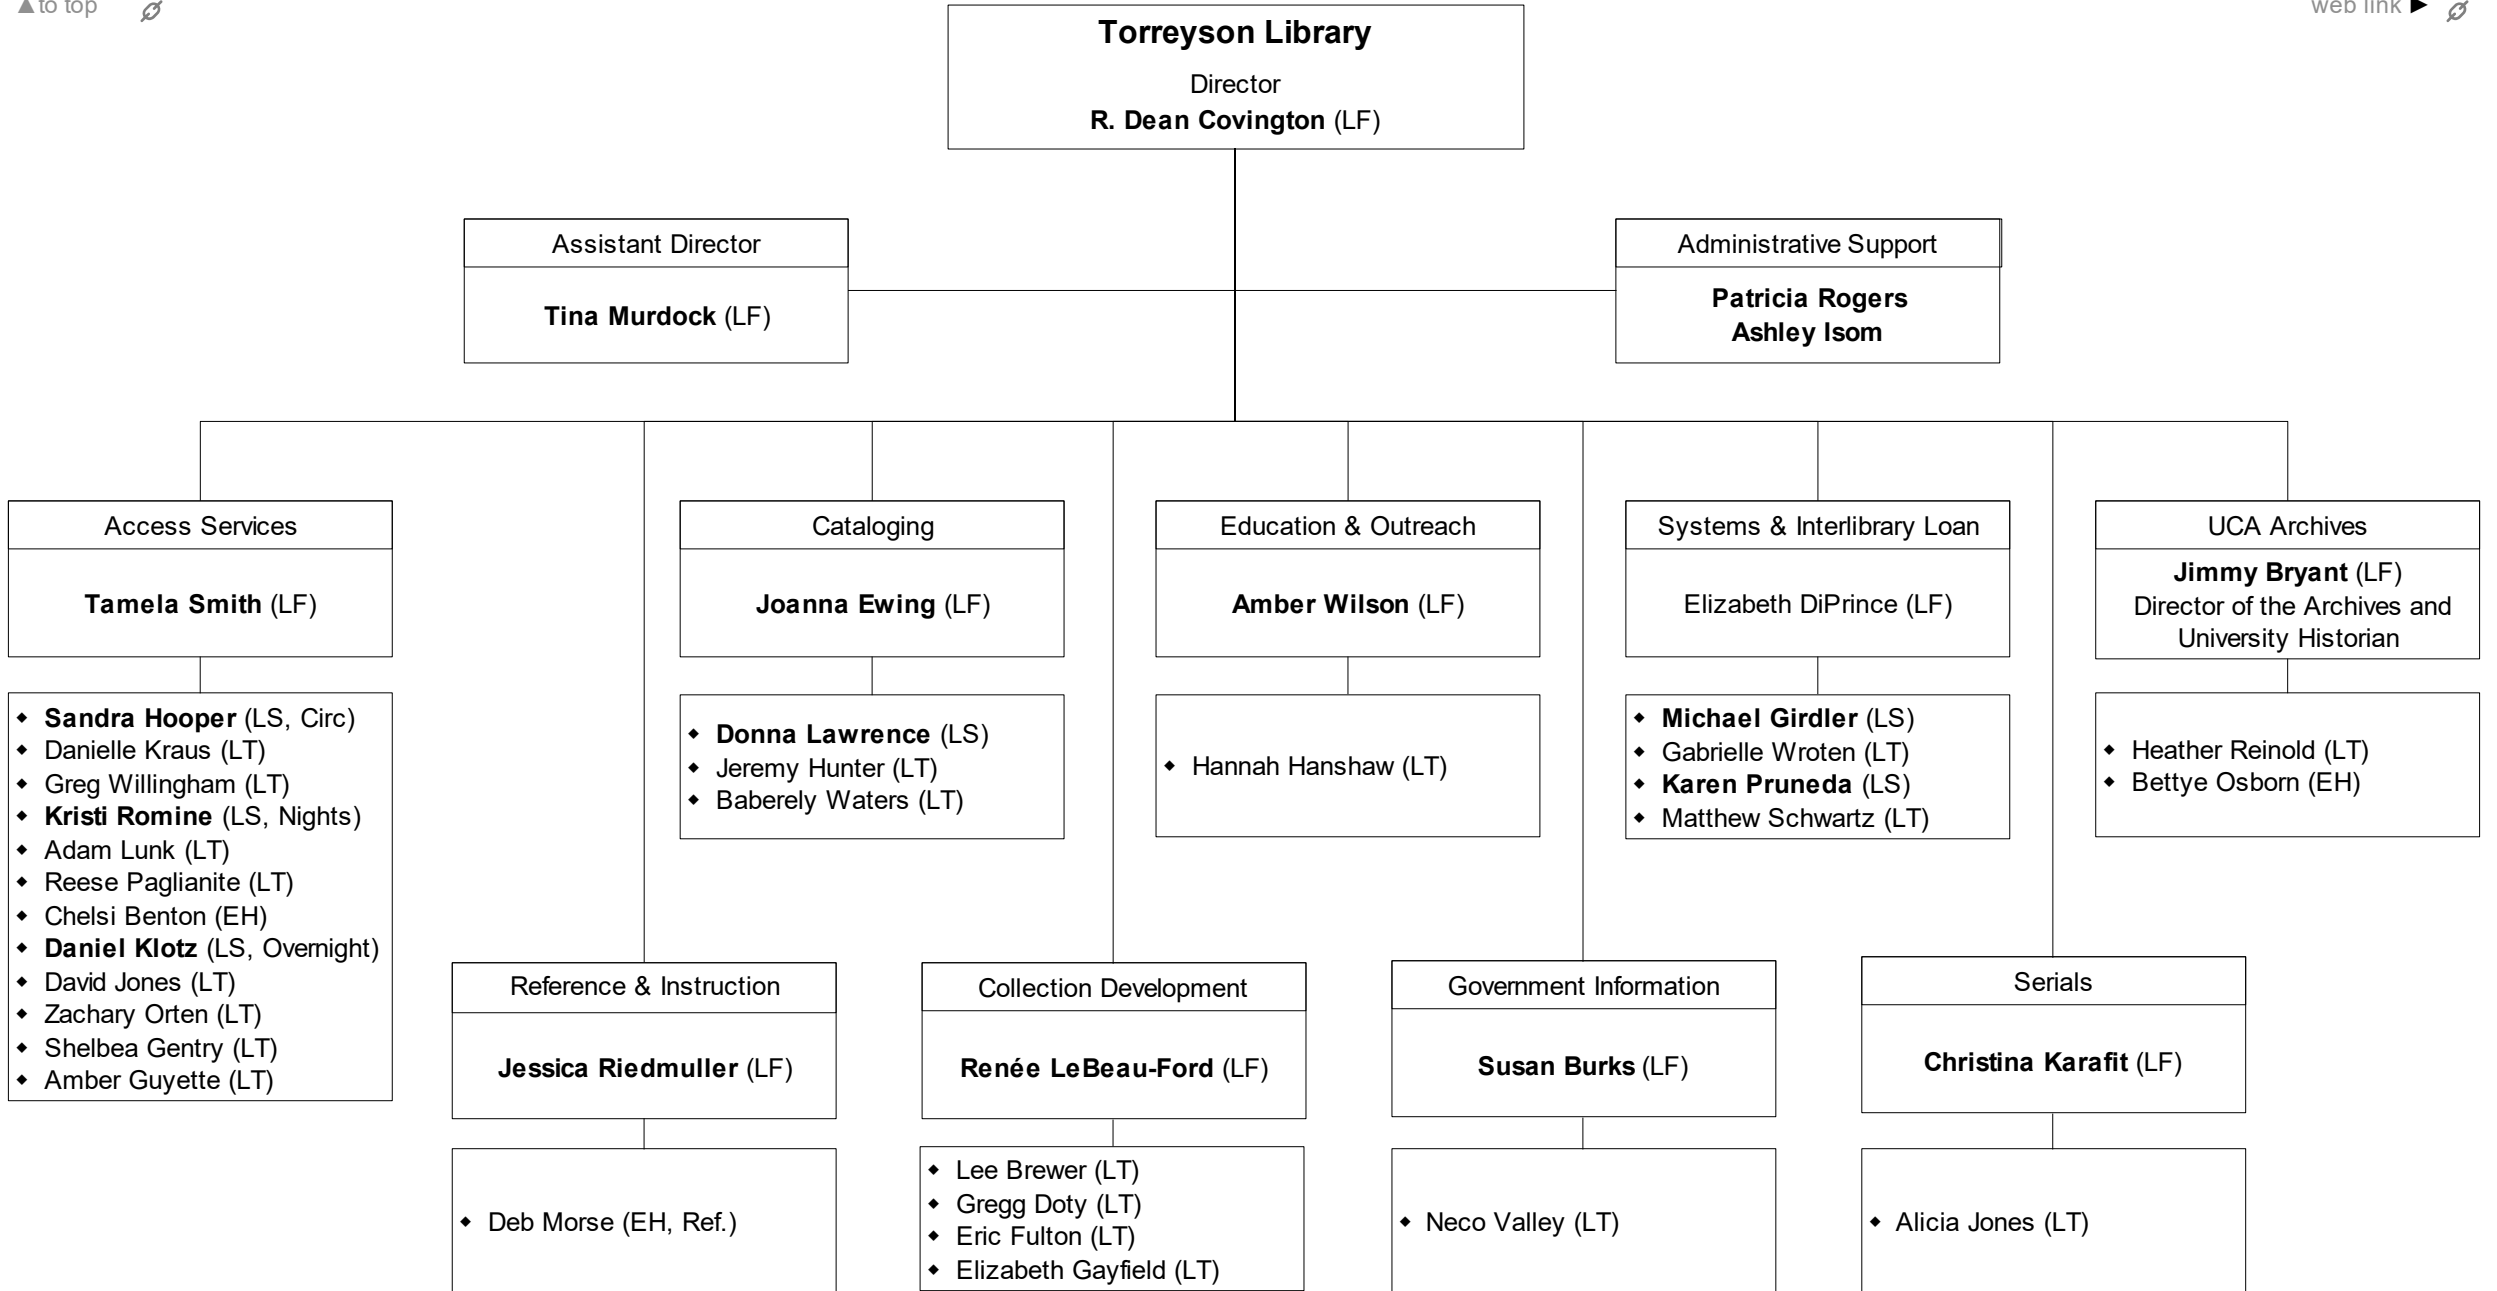 ▲to top
web link ►
Torreyson Library
Director
R. Dean Covington (LF)
Assistant Director
Tina Murdock (LF)
Administrative Support
Patricia Rogers
Ashley Isom
Access Services
Tamela Smith (LF)
◆ Sandra Hooper (LS, Circ)
◆ Danielle Kraus (LT)
◆ Greg Willingham (LT)
◆ Kristi Romine (LS, Nights)
◆ Adam Lunk (LT)
◆ Reese Paglianite (LT)
◆ Chelsi Benton (EH)
◆ Daniel Klotz (LS, Overnight)
◆ David Jones (LT)
◆ Zachary Orten (LT)
◆ Shelbea Gentry (LT)
◆ Amber Guyette (LT)
Cataloging
Joanna Ewing (LF)
◆ Donna Lawrence (LS)
◆ Jeremy Hunter (LT)
◆ Baberely Waters (LT)
Education & Outreach
Amber Wilson (LF)
◆ Hannah Hanshaw (LT)
Systems & Interlibrary Loan
Elizabeth DiPrince (LF)
◆ Michael Girdler (LS)
◆ Gabrielle Wroten (LT)
◆ Karen Pruneda (LS)
◆ Matthew Schwartz (LT)
UCA Archives
Jimmy Bryant (LF)
Director of the Archives and
University Historian
◆ Heather Reinold (LT)
◆ Bettye Osborn (EH)
Reference & Instruction
Jessica Riedmuller (LF)
◆ Deb Morse (EH, Ref.)
Collection Development
Renée LeBeau-Ford (LF)
◆ Lee Brewer (LT)
◆ Gregg Doty (LT)
◆ Eric Fulton (LT)
◆ Elizabeth Gayfield (LT)
Government Information
Susan Burks (LF)
◆ Neco Valley (LT)
Serials
Christina Karafit (LF)
◆ Alicia Jones (LT)